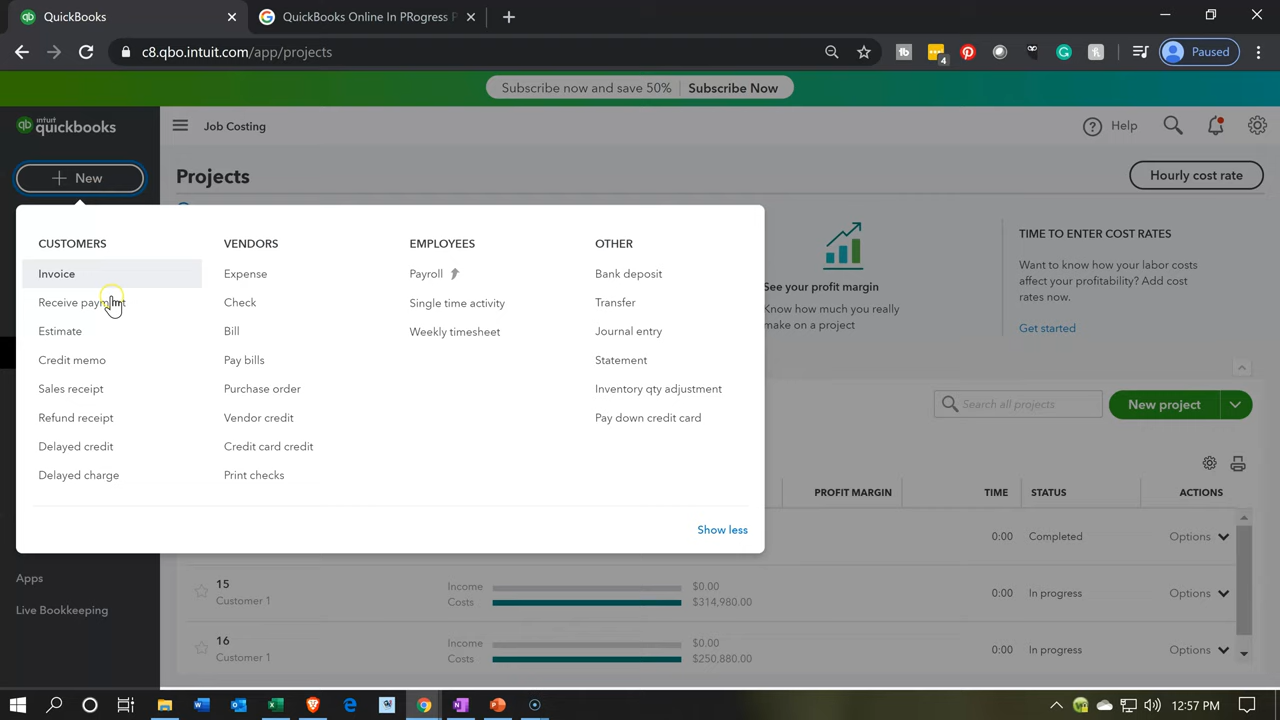 QuickBooks
QuickBooks Online In PRogress P
c8.qbo.intuit.com/app/projects
4
Paused
Subscribe now and save 50% Subscribe Now
intuit
quickbooks
Job Costing
Help
New
Projects
Hourly cost rate
CUSTOMERS
Invoice
Receive payment
Estimate
Credit memo
Sales receipt
Refund receipt
Delayed credit
Delayed charge
VENDORS
Expense
Check
Bill
Pay bills
Purchase order
Vendor credit
Credit card credit
Print checks
EMPLOYEES
Payroll
Single time activity
Weekly timesheet
OTHER
Bank deposit
Transfer
Journal entry
Statement
Inventory qty adjustment
Pay down credit card
Show less
See your profit margin
Know how much you really
make on a project
TIME TO ENTER COST RATES
Want to know how your labor costs
affect your profitability? Add cost
rates now.
Get started
Search all projects
New project
PROFIT MARGIN TIME STATUS ACTIONS
0:00 Completed Options
15
Customer 1
Income $0.00
Costs $314,980.00
0:00 In progress Options
16
Customer 1
Income $0.00
Costs $250,880.00
0:00 In progress Options
Apps
Live Bookkeeping
12:57 PM